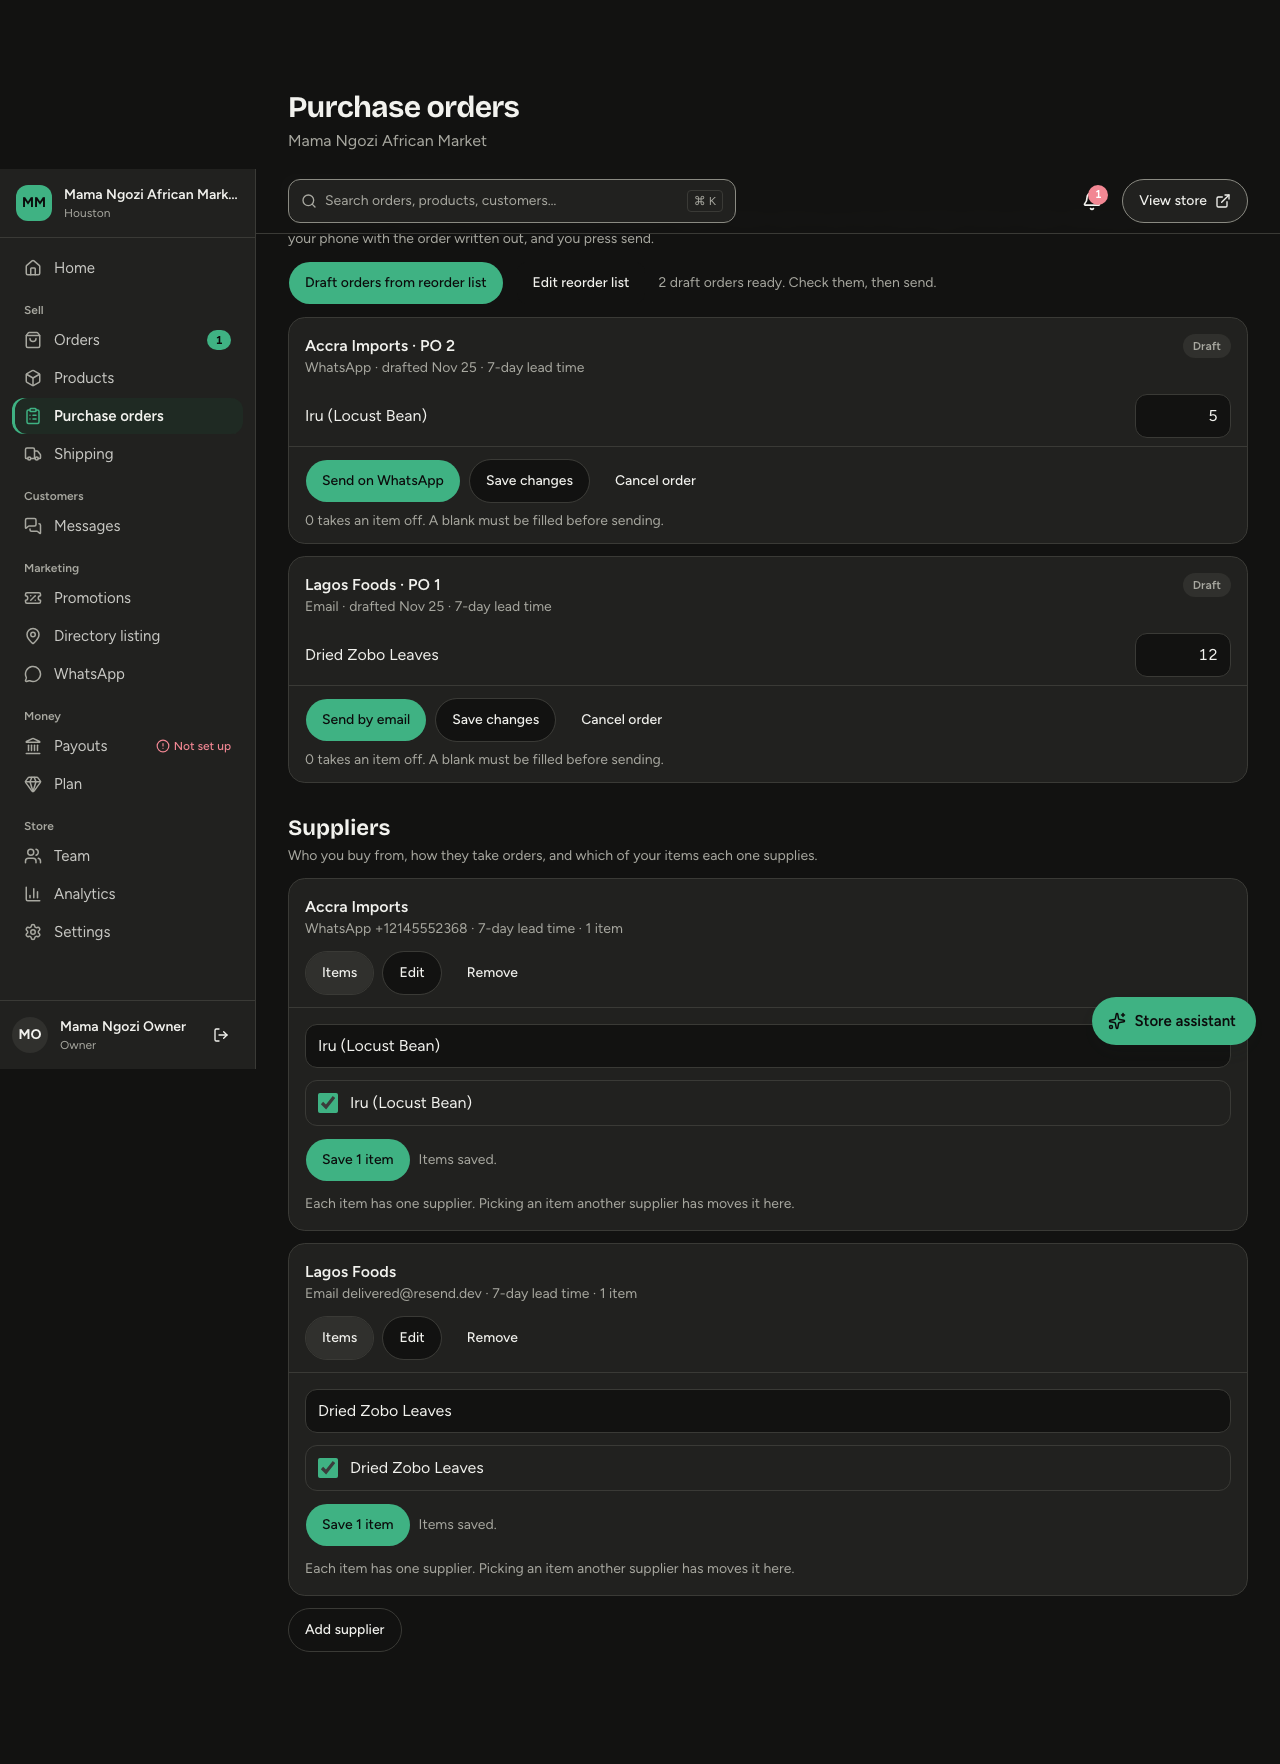 Purchase orders
Mama Ngozi African Market
MM
Mama Ngozi African Mark...
Houston
Search orders, products, customers...
⌘ K
1
View store
your phone with the order written out, and you press send.
Home
Sell
Orders
1
Products
Purchase orders
Shipping
Customers
Messages
Marketing
Promotions
Directory listing
WhatsApp
Money
Payouts
Not set up
Plan
Store
Team
Analytics
Settings
MO
Mama Ngozi Owner
Owner
Draft orders from reorder list
Edit reorder list
2 draft orders ready. Check them, then send.
Accra Imports · PO 2
Draft
WhatsApp · drafted Nov 25 · 7-day lead time
Iru (Locust Bean)
5
Send on WhatsApp
Save changes
Cancel order
0 takes an item off. A blank must be filled before sending.
Lagos Foods · PO 1
Draft
Email · drafted Nov 25 · 7-day lead time
Dried Zobo Leaves
12
Send by email
Save changes
Cancel order
0 takes an item off. A blank must be filled before sending.
Suppliers
Who you buy from, how they take orders, and which of your items each one supplies.
Accra Imports
WhatsApp +12145552368 · 7-day lead time · 1 item
Items
Edit
Remove
Store assistant
Iru (Locust Bean)
Iru (Locust Bean)
Save 1 item
Items saved.
Each item has one supplier. Picking an item another supplier has moves it here.
Lagos Foods
Email delivered@resend.dev · 7-day lead time · 1 item
Items
Edit
Remove
Dried Zobo Leaves
Dried Zobo Leaves
Save 1 item
Items saved.
Each item has one supplier. Picking an item another supplier has moves it here.
Add supplier